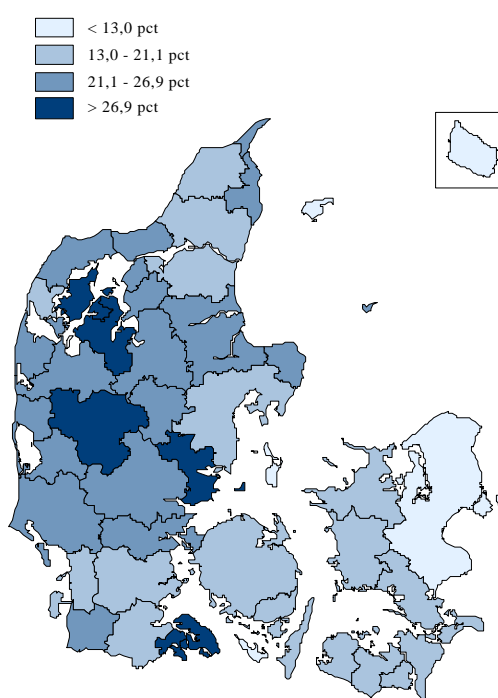 < 13,0 pct
13,0 - 21,1 pct
21,1 - 26,9 pct
> 26,9 pct